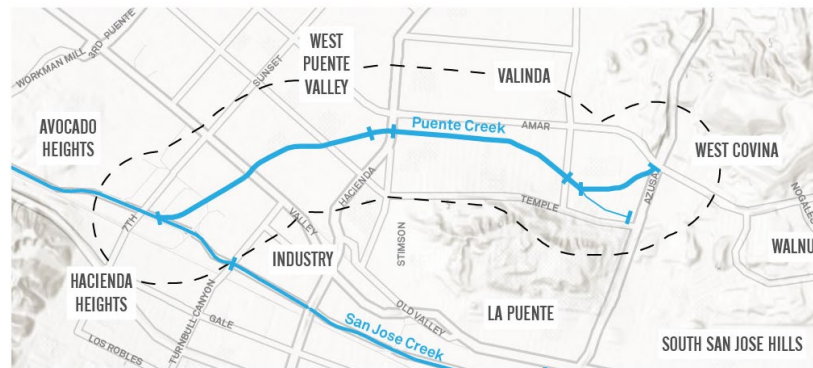 WORKMAN MILL
3RD PUENTE
SUNSET
WEST
PUENTE
VALLEY
VALINDA
AVOCADO
HEIGHTS
Puente Creek
AMAR
WEST COVINA
HACIENDA
AZUSA
NOGALES
7TH
VALLEY
TEMPLE
STIMSON
WALNU
INDUSTRY
HACIENDA
HEIGHTS
TURNBULL CANYON
GALE
OLD VALLEY
LA PUENTE
LOS ROBLES
San Jose Creek
SOUTH SAN JOSE HILLS